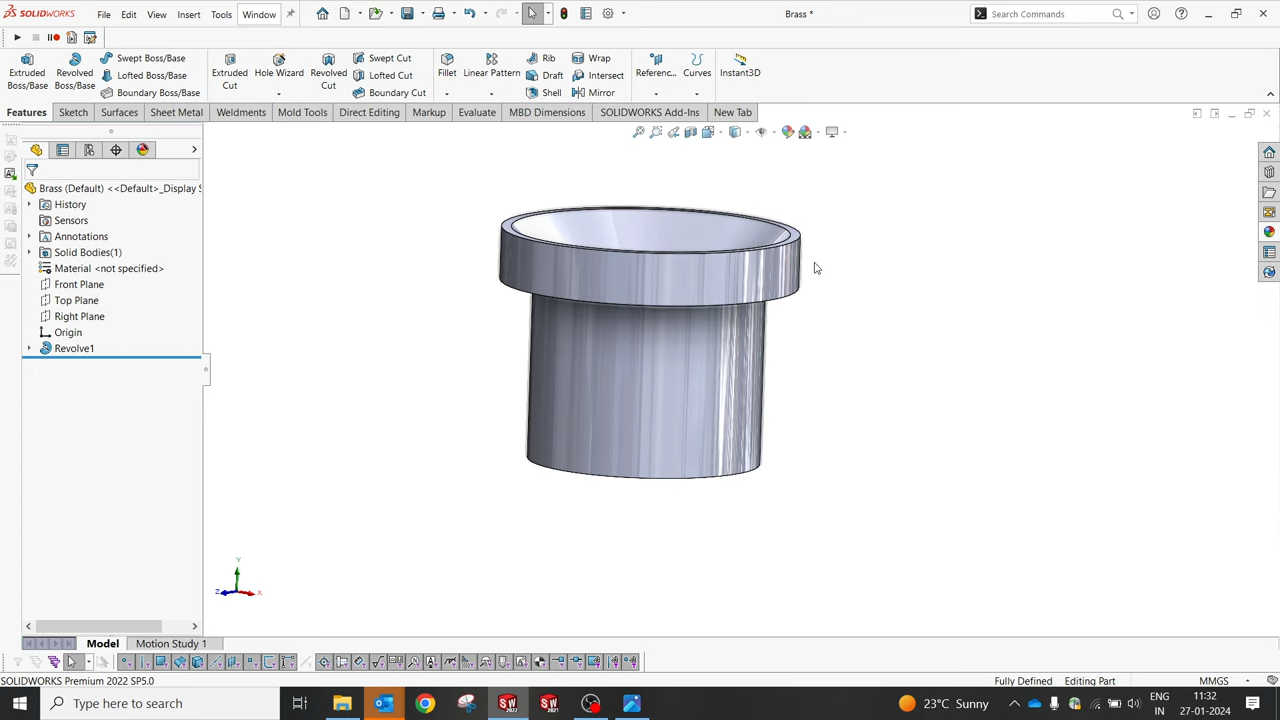 SOLIDWORKS File Edit View Insert Tools Window Brass * Search Commands
Extruded Boss/Base
Revolved Boss/Base
Swept Boss/Base
Lofted Boss/Base
Boundary Boss/Base
Extruded Cut
Hole Wizard
Revolved Cut
Swept Cut
Lofted Cut
Boundary Cut
Fillet
Linear Pattern
Rib
Draft
Shell
Wrap
Intersect
Mirror
Referenc...
Curves
Instant3D
Features Sketch Surfaces Sheet Metal Weldments Mold Tools Direct Editing Markup Evaluate MBD Dimensions SOLIDWORKS Add-Ins New Tab
Brass (Default) <<Default>_Display S
History
Sensors
Annotations
Solid Bodies(1)
Material <not specified>
Front Plane
Top Plane
Right Plane
Origin
Revolve1
Y
Z X
Model Motion Study 1
SOLIDWORKS Premium 2022 SP5.0 Fully Defined Editing Part MMGS
Type here to search 23°C Sunny ENG 11:32
IN 27-01-2024